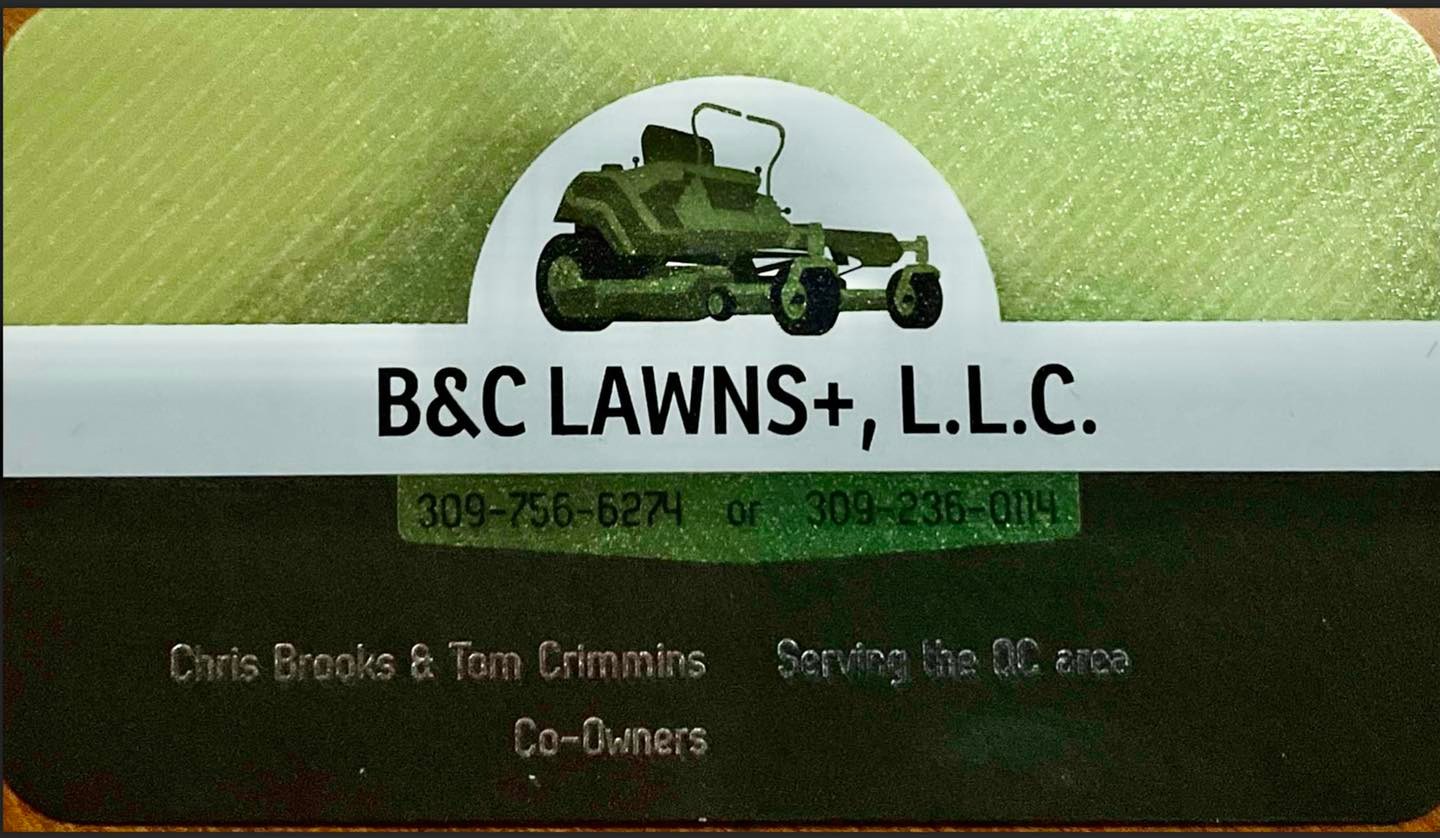 B&C LAWNS+, L.L.C.
309-756-6274 or 309-236-0114
Chris Brooks & Tom Crimmins
Co-Owners
Serving the QC area